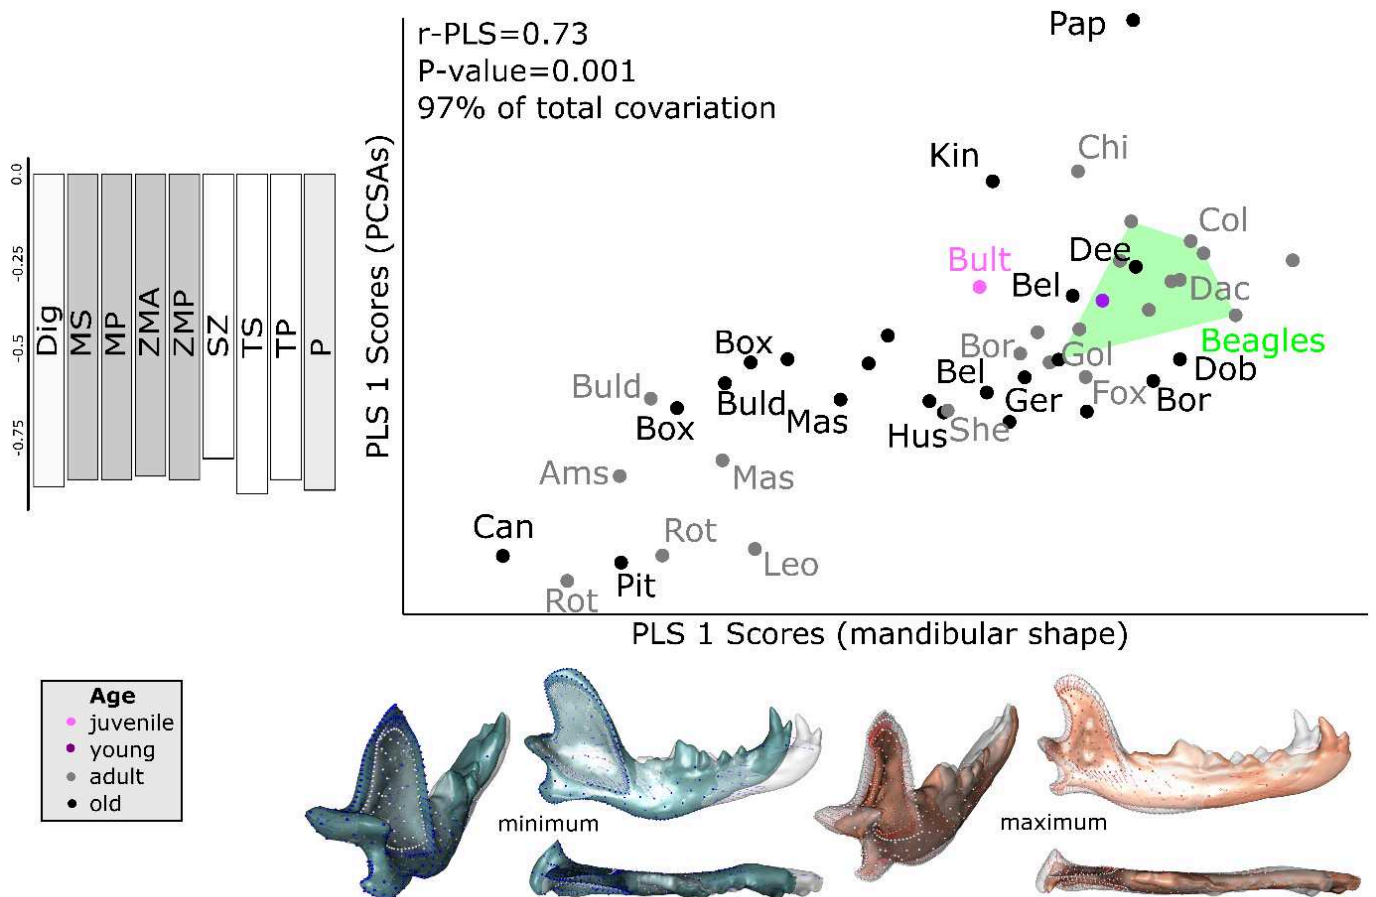 r-PLS=0.73
P-value=0.001
97% of total covariation
Pap
Kin
Chi
Col
Bult
Dee
Bel
Dac
Beagles
Box
Bor
Gol
Dob
Buld
Buld
Bel
Fox
Bor
Box
Mas
Ger
Hus
She
Ams
Mas
Can
Rot
Leo
Pit
Rot
PLS 1 Scores (PCSAs)
PLS 1 Scores (mandibular shape)
0.0
-0.25
-0.5
-0.75
Dig
MS
MP
ZMA
ZMP
SZ
TS
TP
P
Age
juvenile
young
adult
old
minimum
maximum